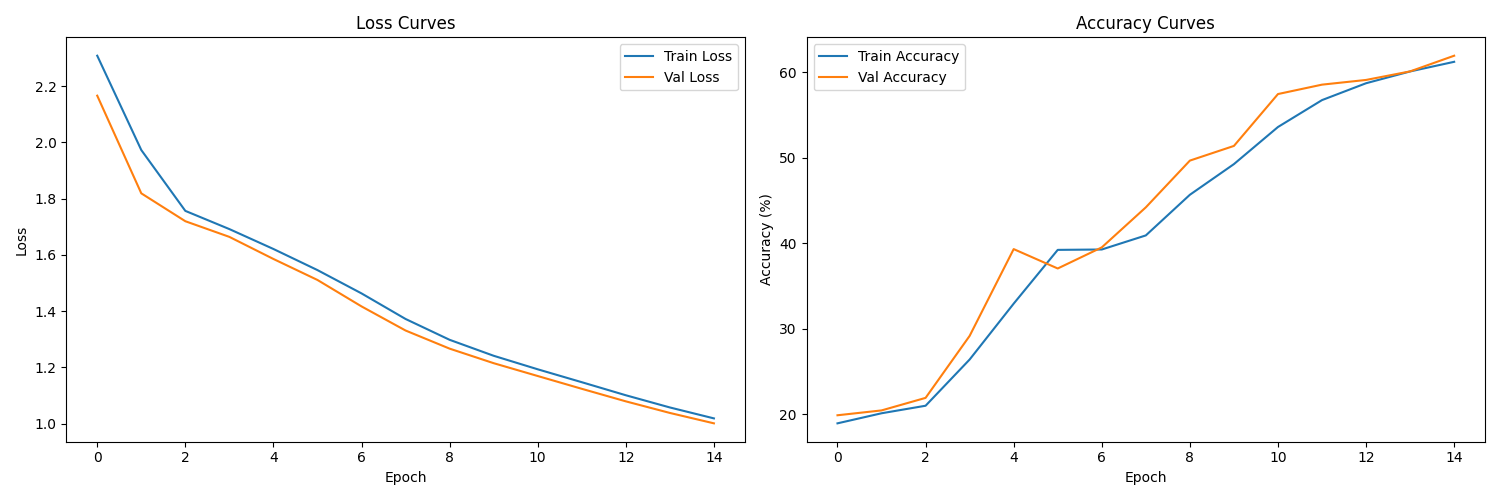 Loss Curves
Train Loss
Val Loss
2.2
2.0
1.8
1.6
1.4
1.2
1.0
Loss
0 2 4 6 8 10 12 14
Epoch
Accuracy Curves
Train Accuracy
Val Accuracy
60
50
40
30
20
Accuracy (%)
0 2 4 6 8 10 12 14
Epoch